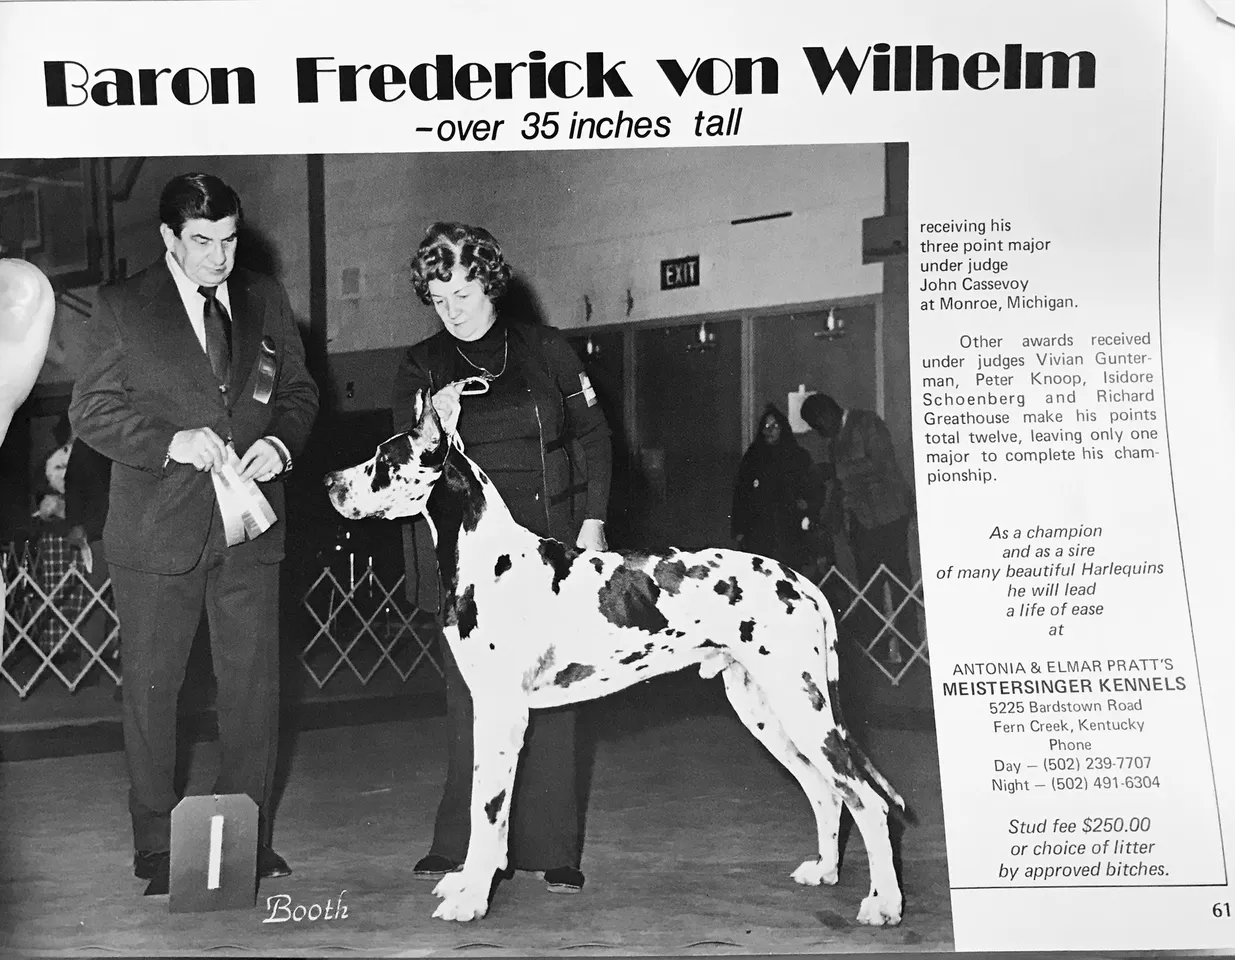 Baron Frederick von Wilhelm
-over 35 inches tall
EXIT
receiving his
three point major
under judge
John Cassevoy
at Monroe, Michigan.
Other awards received
under judges Vivian Gunter-
man, Peter Knoop, Isidore
Schoenberg and Richard
Greathouse make his points
total twelve, leaving only one
major to complete his cham-
pionship.
As a champion
and as a sire
of many beautiful Harlequins
he will lead
a life of ease
at
ANTONIA & ELMAR PRATT'S
MEISTERSINGER KENNELS
5225 Bardstown Road
Fern Creek, Kentucky
Phone
Day — (502) 239-7707
Night — (502) 491-6304
Stud fee $250.00
or choice of litter
by approved bitches.
1
Booth
61